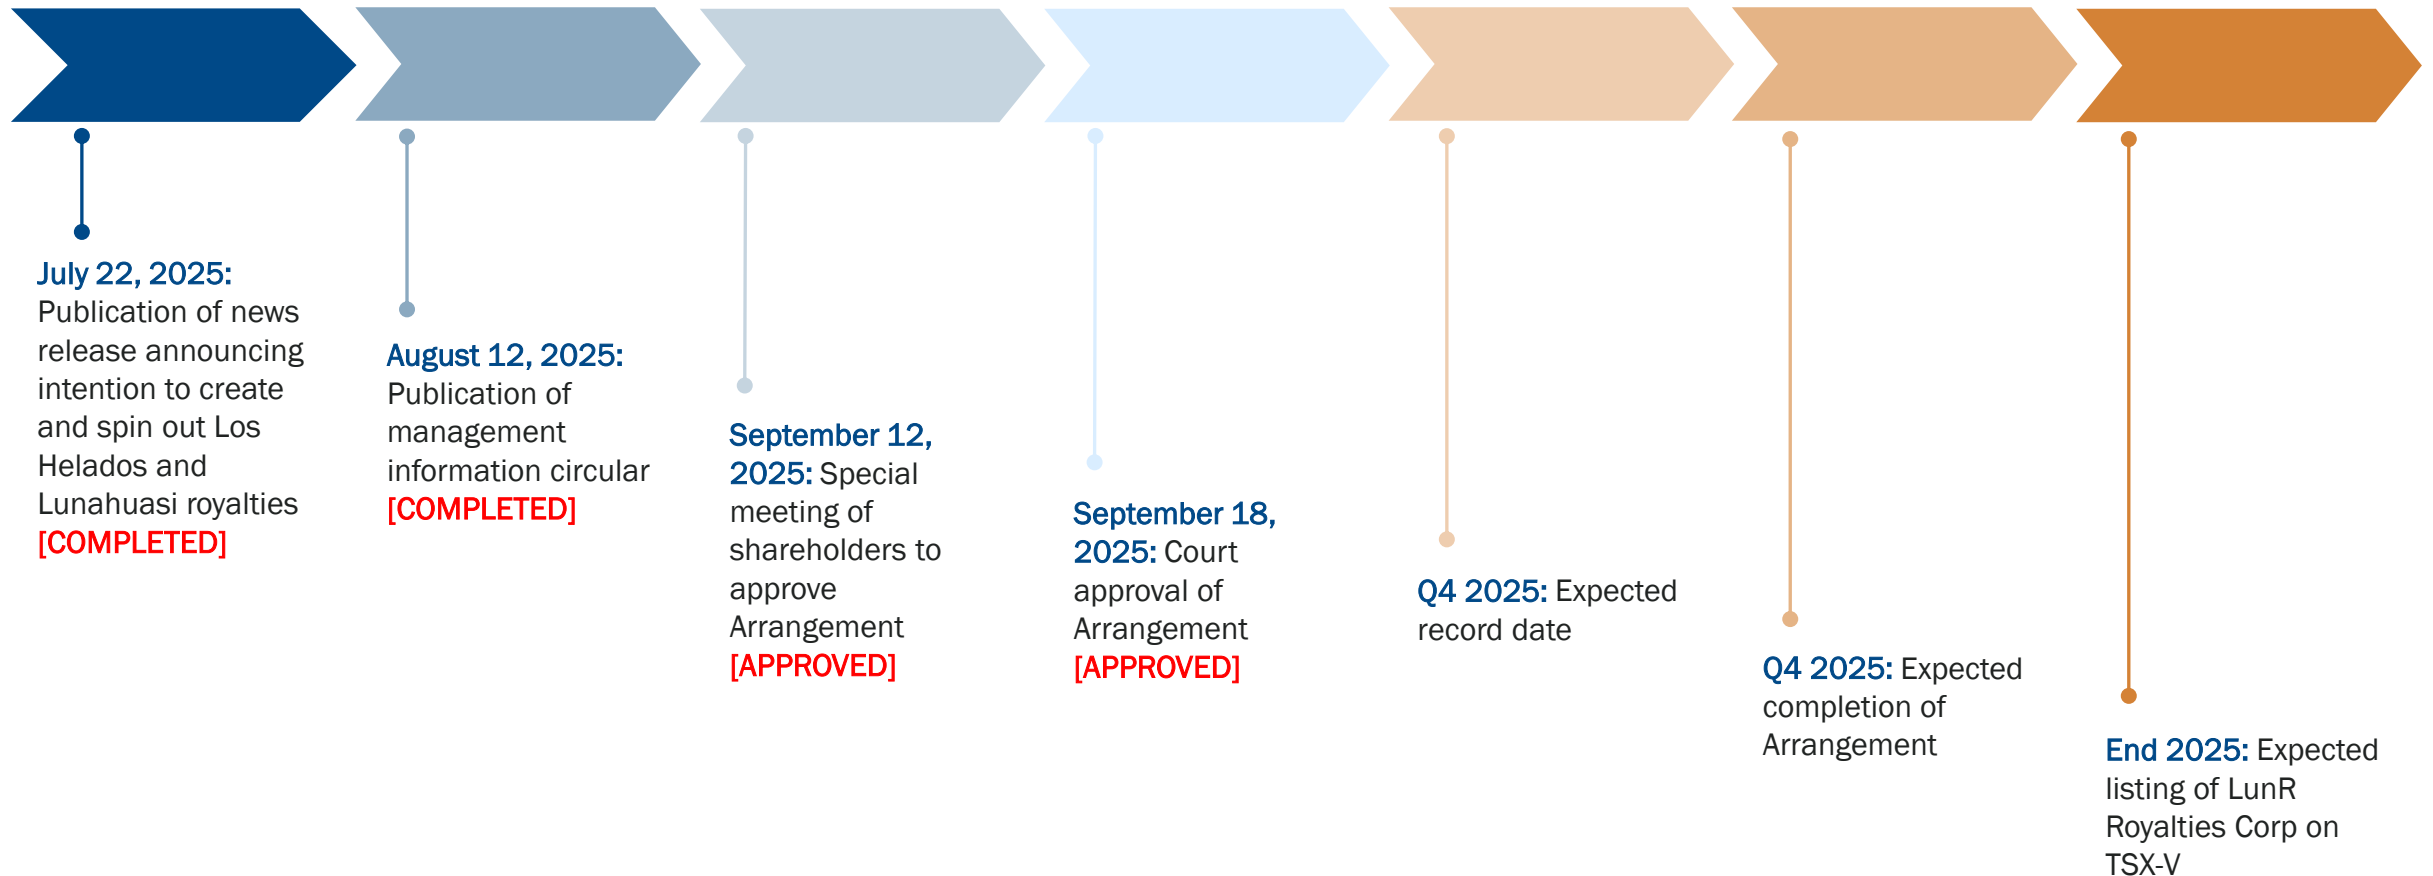 July 22, 2025:
Publication of news
release announcing
intention to create
and spin out Los
Helados and
Lunahuasi royalties
[COMPLETED]
August 12, 2025:
Publication of
management
information circular
[COMPLETED]
September 12,
2025: Special
meeting of
shareholders to
approve
Arrangement
[APPROVED]
September 18,
2025: Court
approval of
Arrangement
[APPROVED]
Q4 2025: Expected
record date
Q4 2025: Expected
completion of
Arrangement
End 2025: Expected
listing of LunR
Royalties Corp on
TSX-V